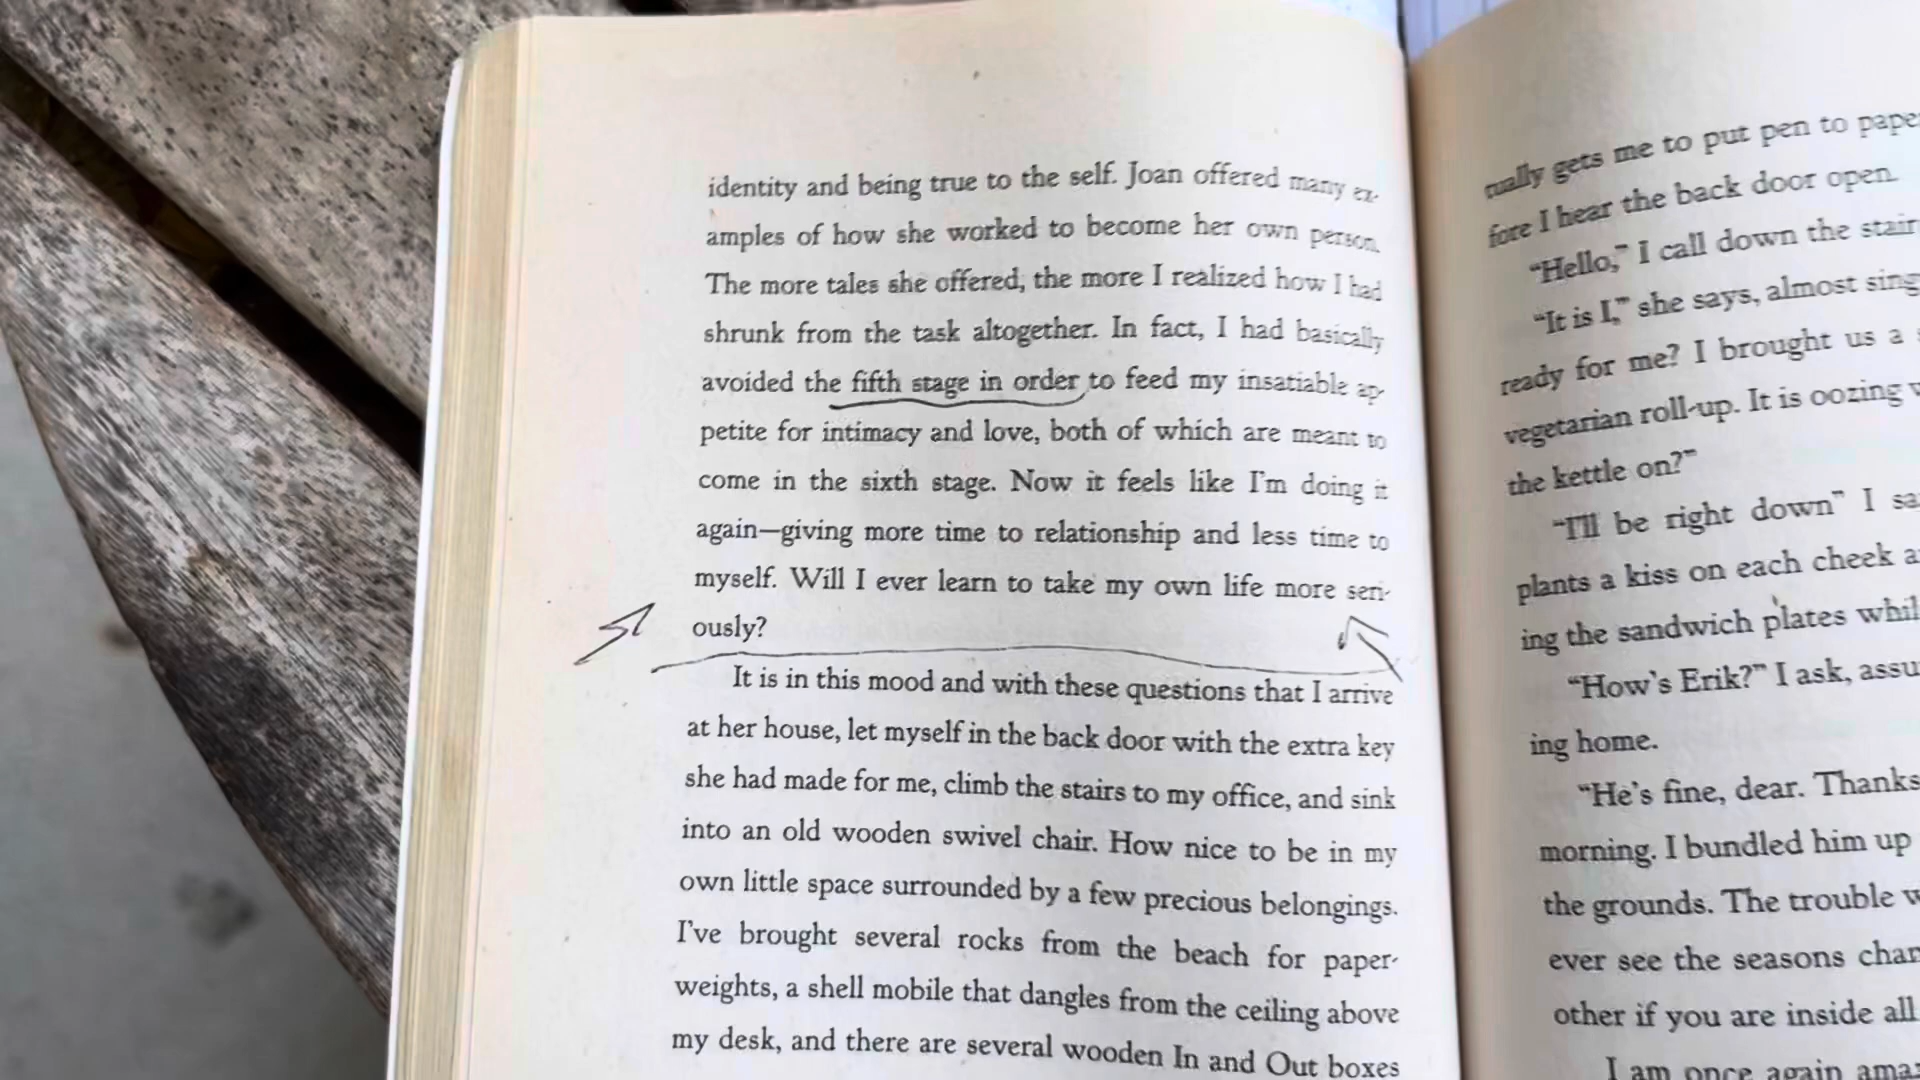 identity and being true to the self. Joan offered many ex-
amples of how she worked to become her own person.
The more tales she offered, the more I realized how I had
shrunk from the task altogether. In fact, I had basically
avoided the fifth stage in order to feed my insatiable ap-
petite for intimacy and love, both of which are meant to
come in the sixth stage. Now it feels like I'm doing it
again—giving more time to relationship and less time to
myself. Will I ever learn to take my own life more seri-
ously?
It is in this mood and with these questions that I arrive
at her house, let myself in the back door with the extra key
she had made for me, climb the stairs to my office, and sink
into an old wooden swivel chair. How nice to be in my
own little space surrounded by a few precious belongings.
I've brought several rocks from the beach for paper-
weights, a shell mobile that dangles from the ceiling above
my desk, and there are several wooden In and Out boxes
tually gets me to put pen to pape
fore I hear the back door open.
"Hello," I call down the stair
"It is I," she says, almost sing
ready for me? I brought us a
vegetarian roll-up. It is oozing
the kettle on?"
"I'll be right down" I sa
plants a kiss on each cheek a
ing the sandwich plates whil
"How's Erik?" I ask, assu
ing home.
"He's fine, dear. Thanks
morning. I bundled him up
the grounds. The trouble w
ever see the seasons chan
other if you are inside all
I am once again ama